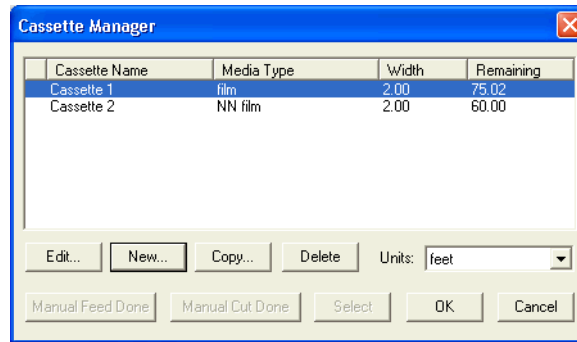 Cassette Manager
Cassette Name Media Type Width Remaining
Cassette 1 film 2.00 75.02
Cassette 2 NN film 2.00 60.00
Edit... New... Copy... Delete Units: feet
Manual Feed Done Manual Cut Done Select OK Cancel